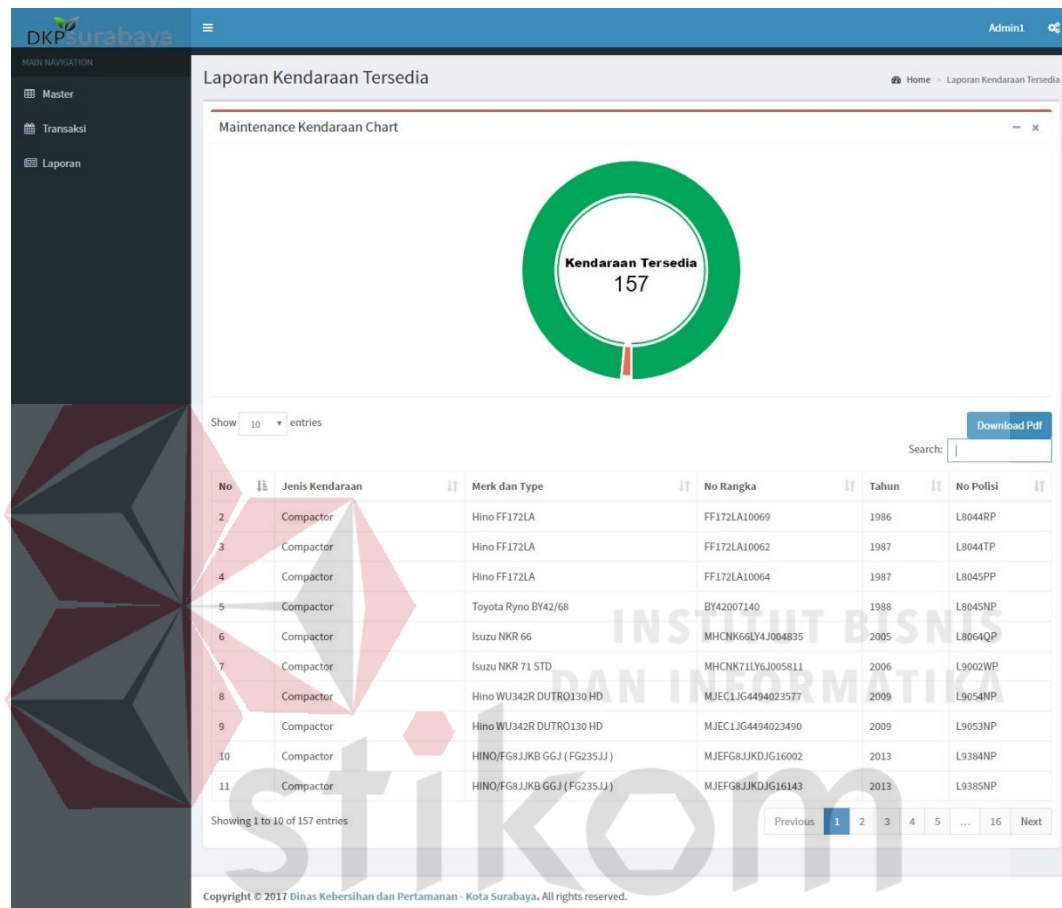 DKPSurabaya
Admin1
MAIN NAVIGATION
Master
Transaksi
Laporan
Laporan Kendaraan Tersedia
Home > Laporan Kendaraan Tersedia
Maintenance Kendaraan Chart
Kendaraan Tersedia
157
Show 10 entries
Download Pdf
Search:
No Jenis Kendaraan Merk dan Type No Rangka Tahun No Polisi
2 Compactor Hino FF172LA FF172LA10069 1986 L8044RP
3 Compactor Hino FF172LA FF172LA10062 1987 L8044TP
4 Compactor Hino FF172LA FF172LA10064 1987 L8045PP
5 Compactor Toyota Ryno BY42/68 BY42007140 1988 L8045NP
6 Compactor Isuzu NKR 66 MHCNK66LY4J004835 2005 L8064QP
7 Compactor Isuzu NKR 71 STD MHCNK71LY6J005811 2006 L9002WP
8 Compactor Hino WU342R DUTRO130 HD MJEC1JG4494023577 2009 L9054NP
9 Compactor Hino WU342R DUTRO130 HD MJEC1JG4494023490 2009 L9053NP
10 Compactor HINO/FG8JJKB GGJ ( FG235JJ ) MJEFG8JJKDJG16002 2013 L9384NP
11 Compactor HINO/FG8JJKB GGJ ( FG235JJ ) MJEFG8JJKDJG16143 2013 L9385NP
INSTITUT BISNIS
DAN INFORMATIKA
stikom
Showing 1 to 10 of 157 entries
Previous 1 2 3 4 5 ... 16 Next
Copyright © 2017 Dinas Kebersihan dan Pertamanan - Kota Surabaya. All rights reserved.